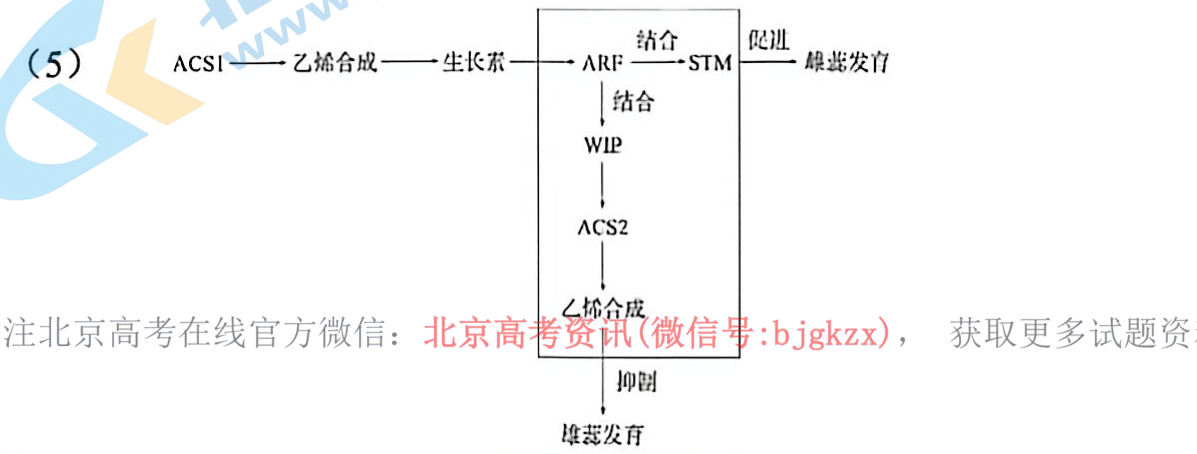 (5) ACS1 乙烯合成 生长素 ARF 结合 STM 促进 雌蕊发育
结合
WIP
ACS2
乙烯合成
注北京高考在线官方微信：北京高考资讯(微信号:bjgkzx)， 获取更多试题资
抑制
雄蕊发育
www